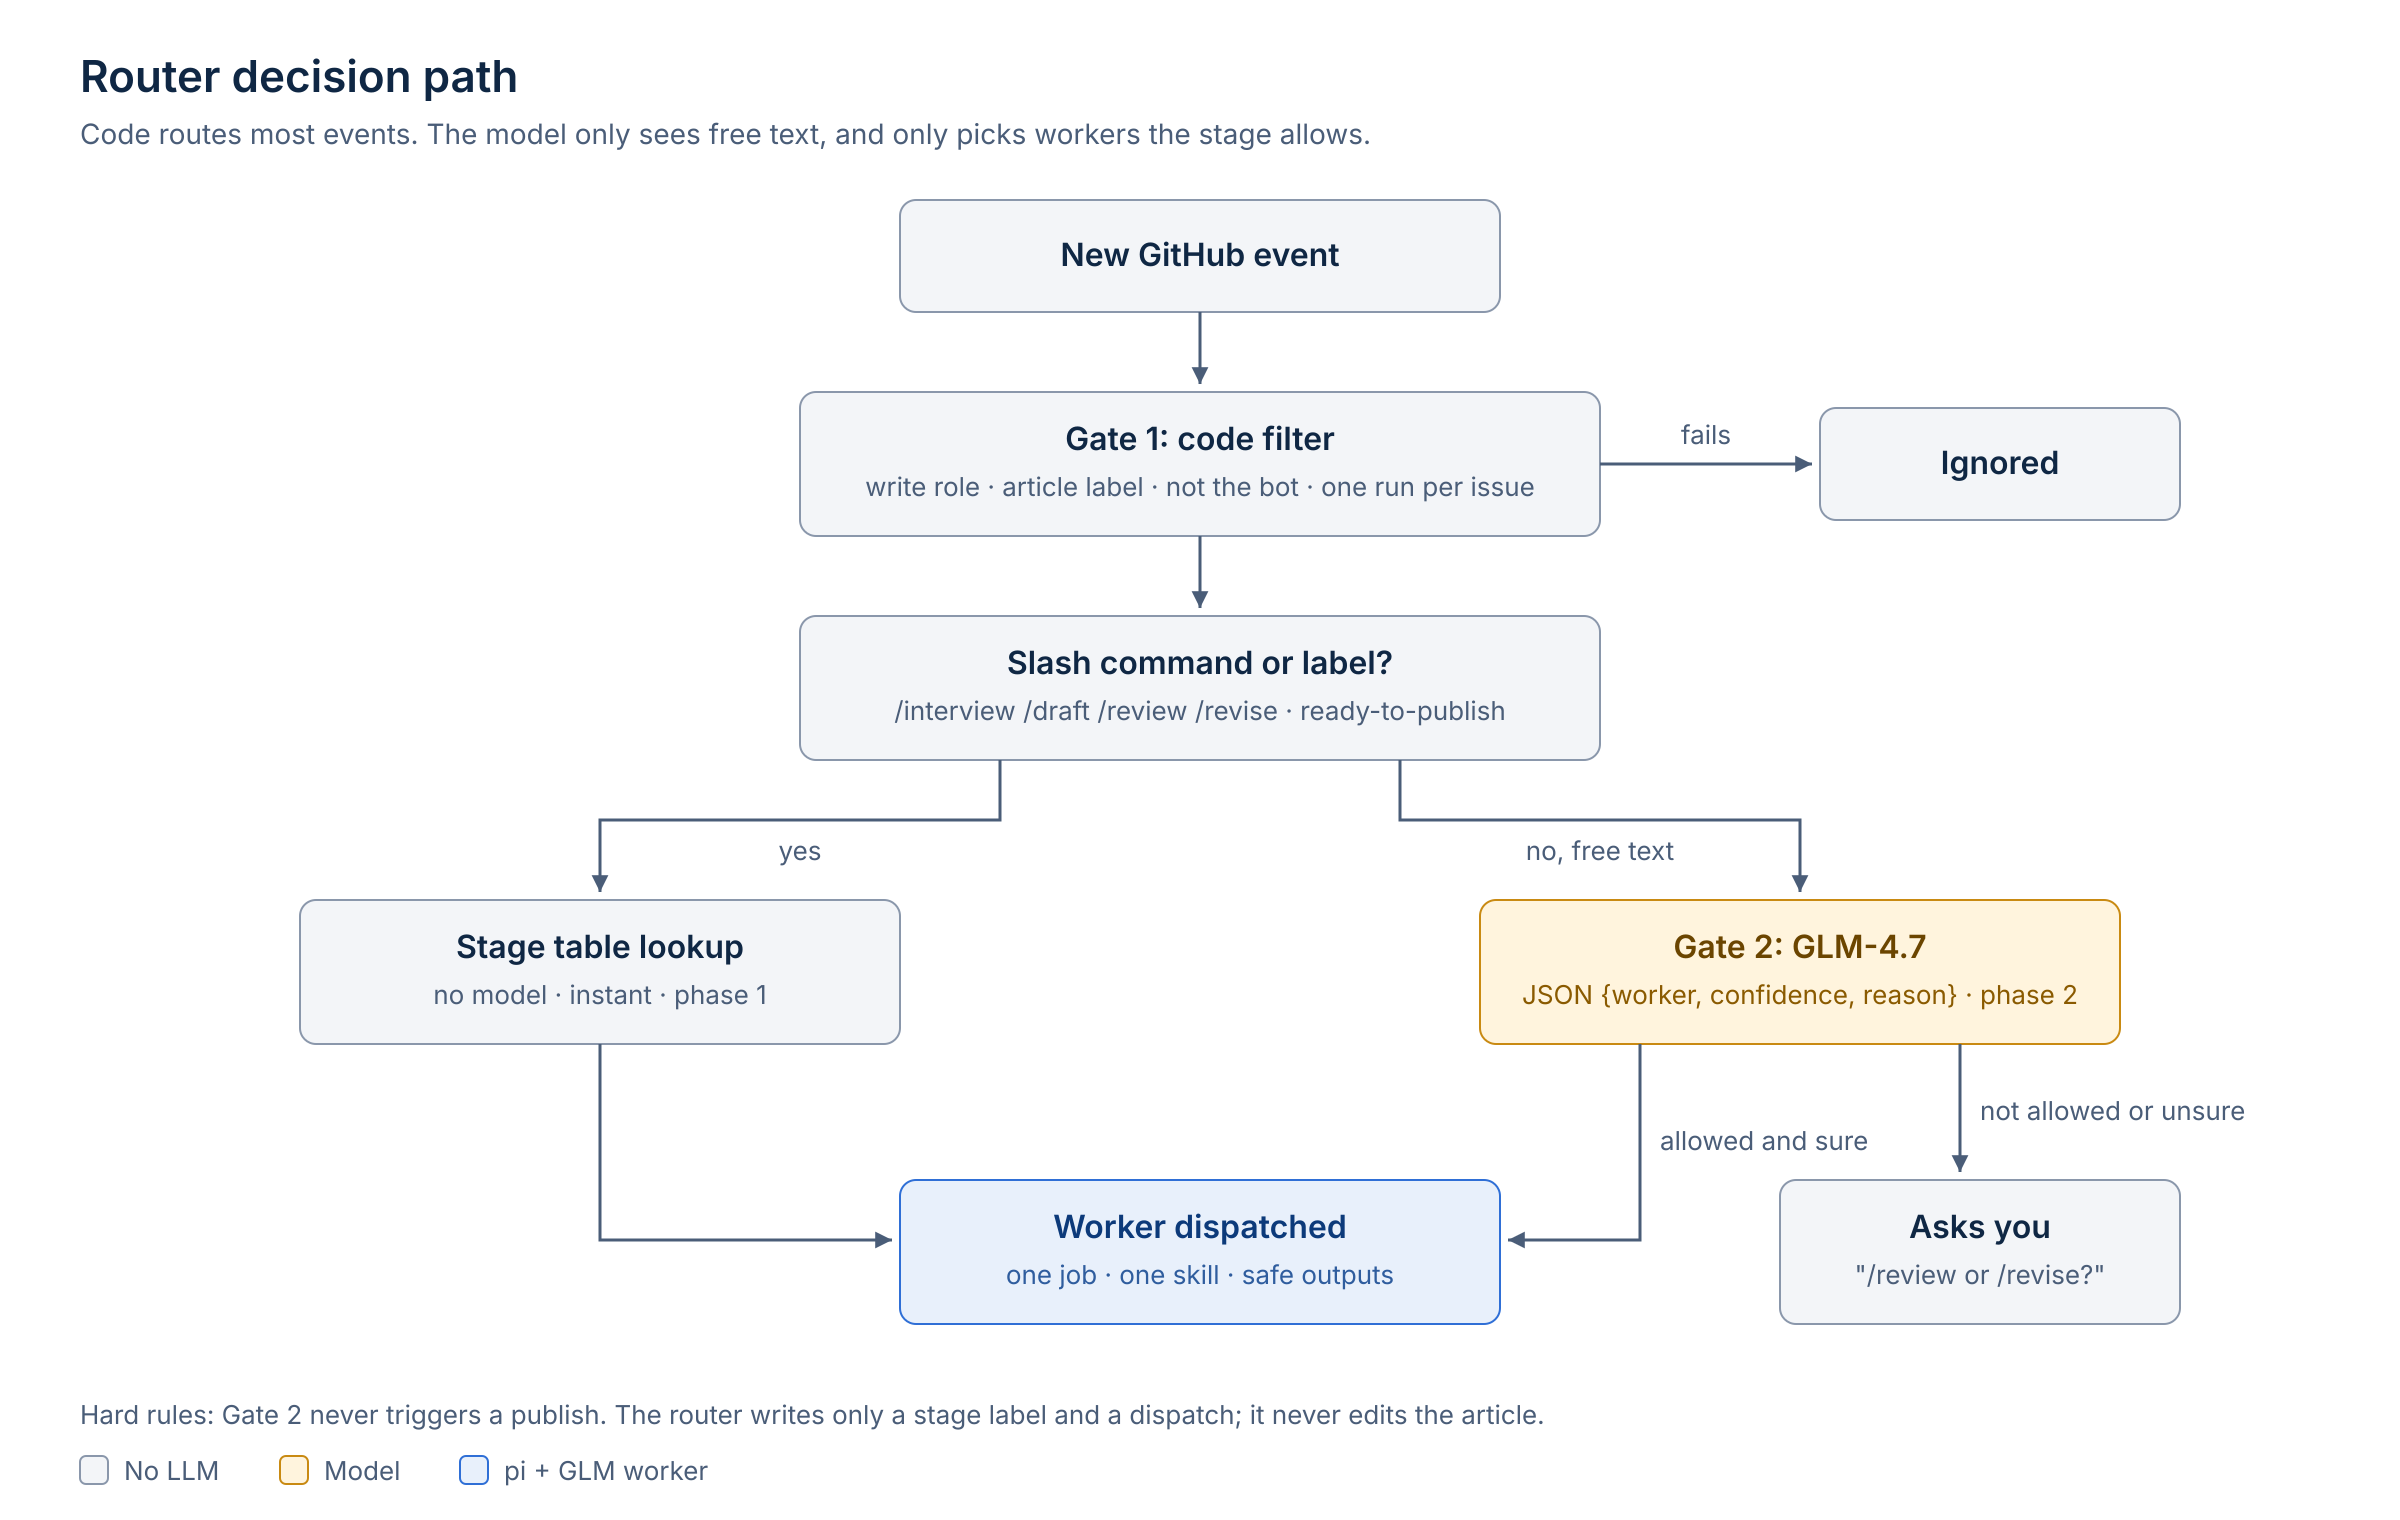 Router decision path
Code routes most events. The model only sees free text, and only picks workers the stage allows.
New GitHub event
Gate 1: code filter
write role · article label · not the bot · one run per issue
fails
Ignored
Slash command or label?
/interview /draft /review /revise · ready-to-publish
yes
no, free text
Stage table lookup
no model · instant · phase 1
Gate 2: GLM-4.7
JSON {worker, confidence, reason} · phase 2
not allowed or unsure
allowed and sure
Worker dispatched
one job · one skill · safe outputs
Asks you
"/review or /revise?"
Hard rules: Gate 2 never triggers a publish. The router writes only a stage label and a dispatch; it never edits the article.
No LLM
Model
pi + GLM worker